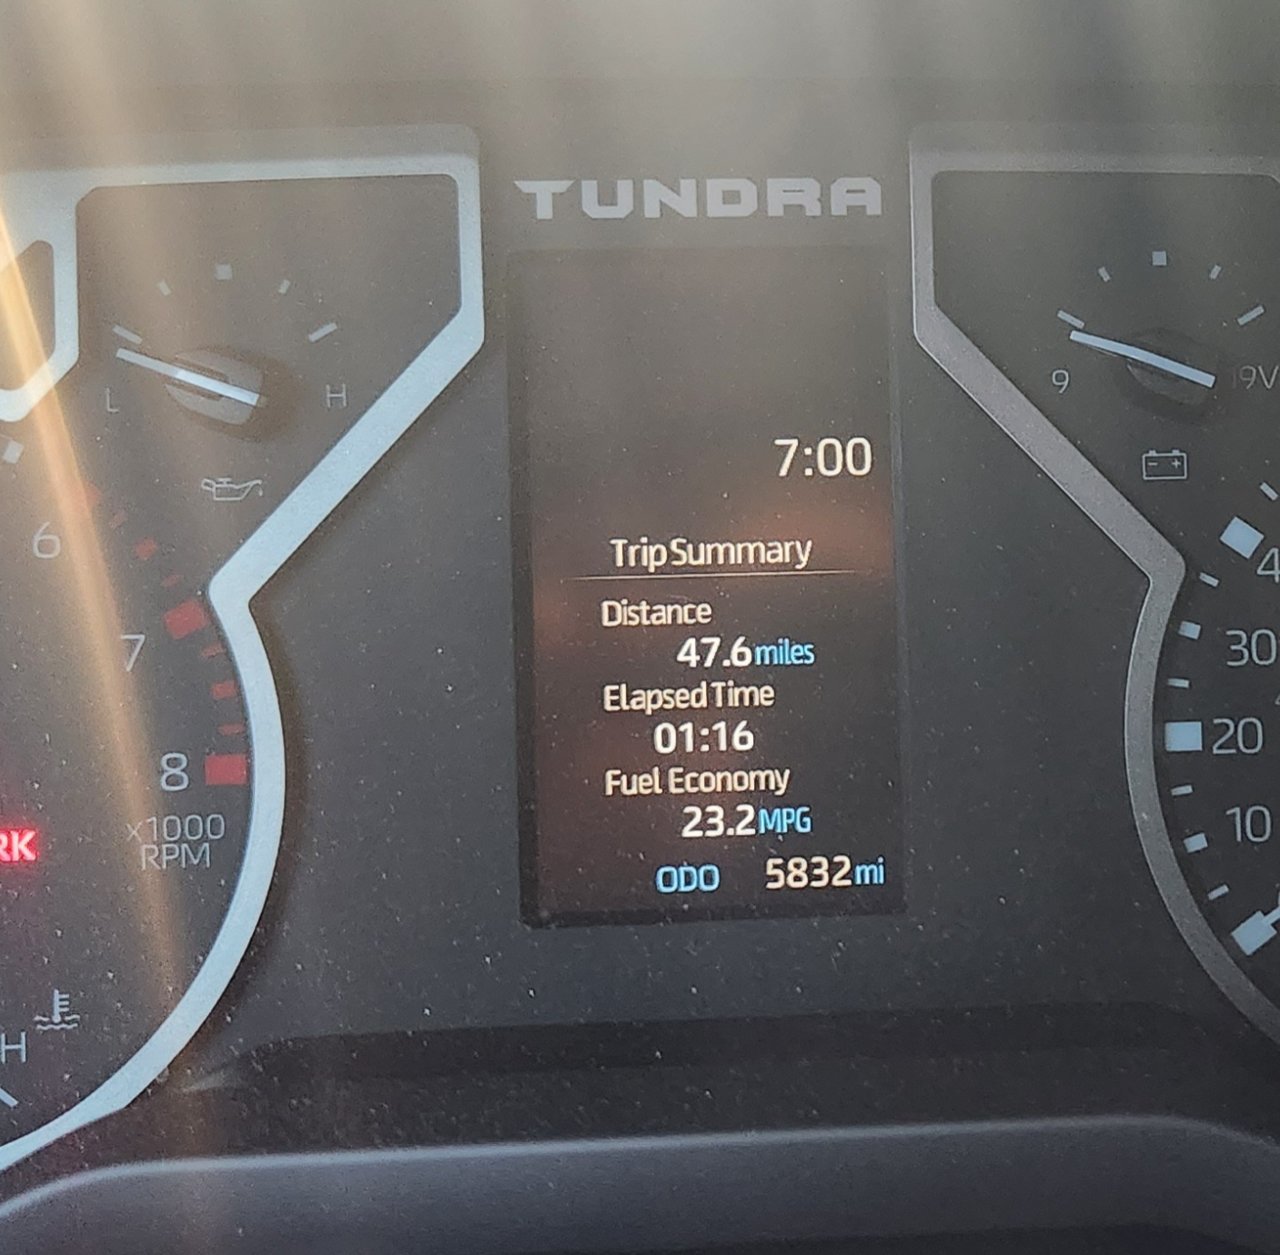 TUNDRA
L
H
9
19V
7:00
6
Trip Summary
4
Distance
7
47.6 miles
30
Elapsed Time
01:16
20
8
Fuel Economy
x1000
RPM
23.2 MPG
10
RK
ODO 5832 mi
H